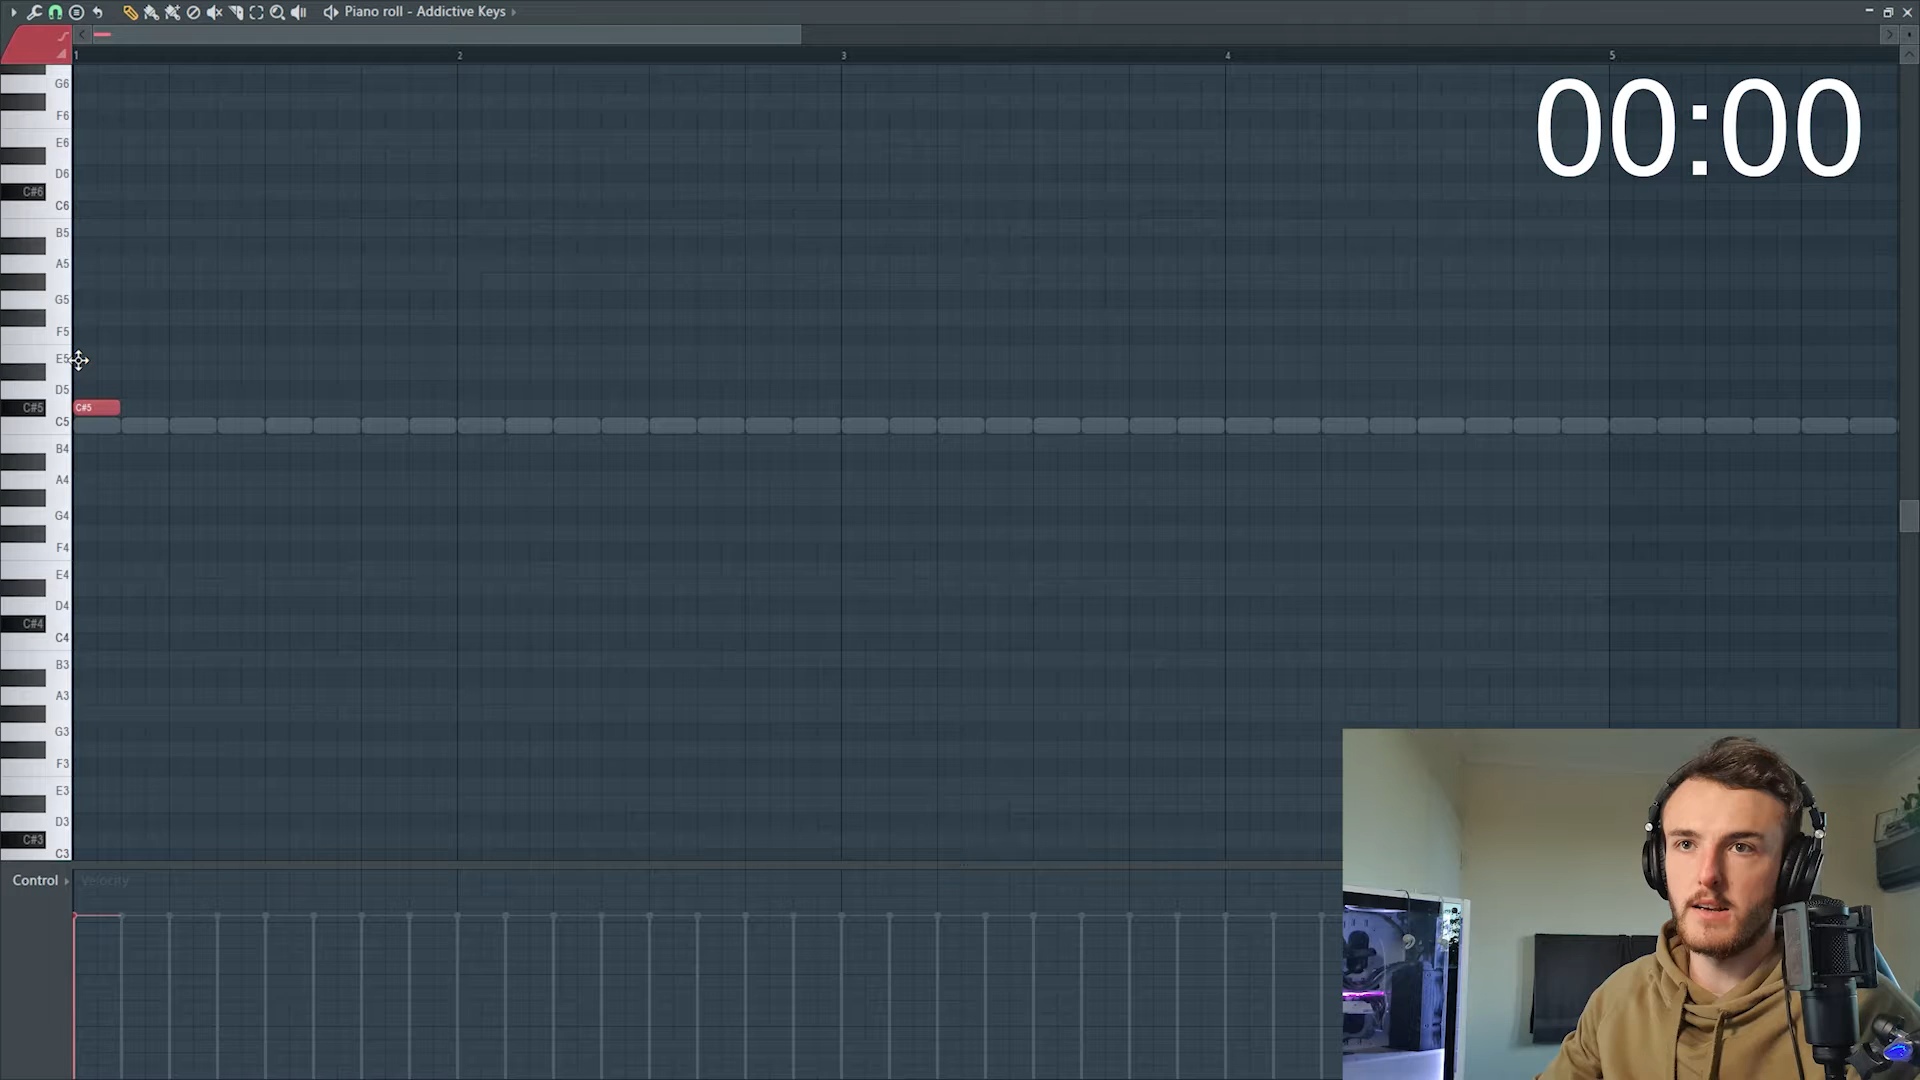 Piano roll - Addictive Keys
1 2 3 4 5
00:00
G6
F6
E6
D6
C#6
C6
B5
A5
G5
F5
E5
D5
C#5 C#5
C5
B4
A4
G4
F4
E4
D4
C#4
C4
B3
A3
G3
F3
E3
D3
C#3
C3
Control Velocity